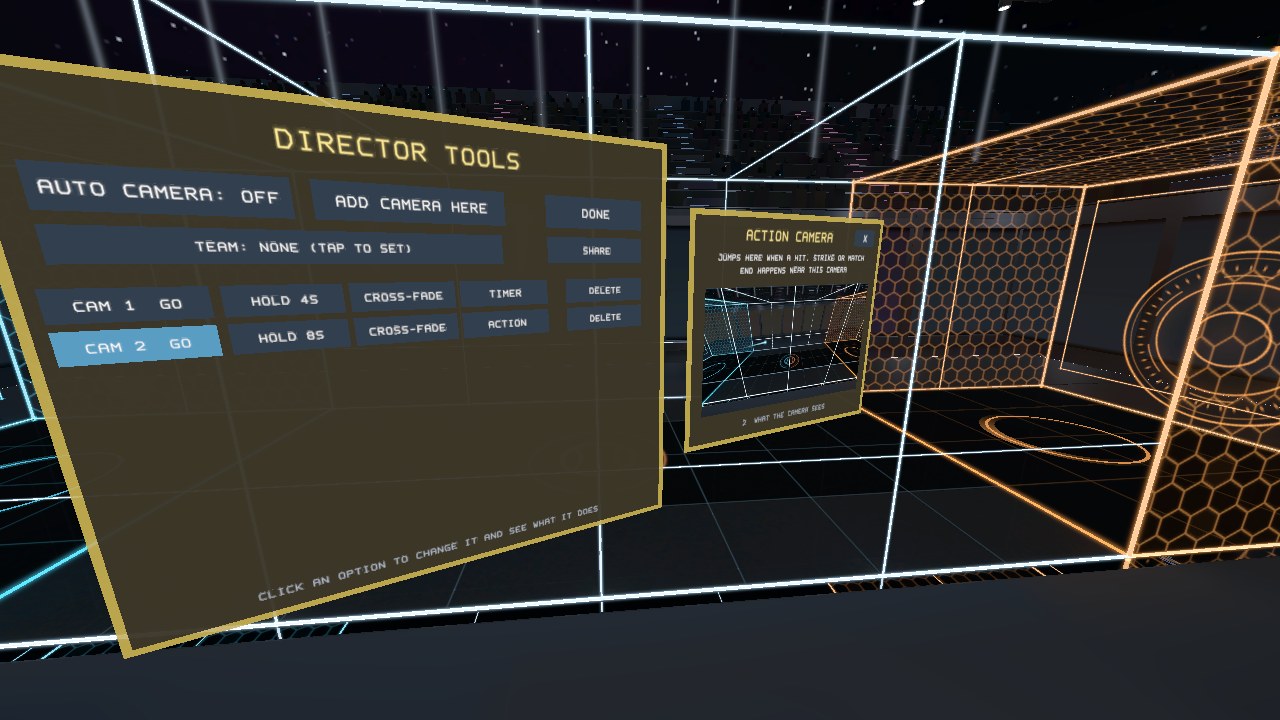 DIRECTOR TOOLS
AUTO CAMERA: OFF
ADD CAMERA HERE
DONE
TEAM: NONE (TAP TO SET)
SHARE
CAM 1 GO
HOLD 4S
CROSS-FADE
TIMER
DELETE
CAM 2 GO
HOLD 8S
CROSS-FADE
ACTION
DELETE
CLICK AN OPTION TO CHANGE IT AND SEE WHAT IT DOES
ACTION CAMERA
X
JUMPS HERE WHEN A HIT, STRIKE OR MATCH
END HAPPENS NEAR THIS CAMERA
2 WHAT THE CAMERA SEES